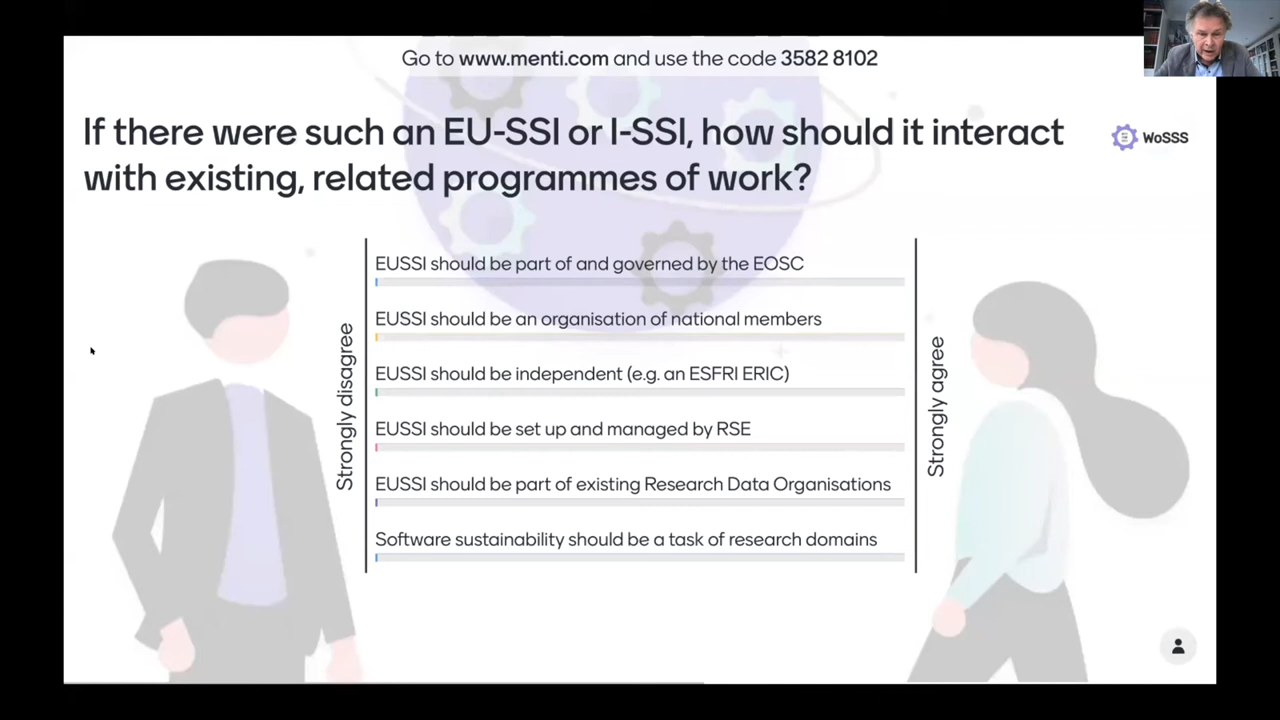 Go to www.menti.com and use the code 3582 8102
If there were such an EU-SSI or I-SSI, how should it interact
with existing, related programmes of work?
WoSSS
Strongly disagree
EUSSI should be part of and governed by the EOSC
EUSSI should be an organisation of national members
EUSSI should be independent (e.g. an ESFRI ERIC)
EUSSI should be set up and managed by RSE
EUSSI should be part of existing Research Data Organisations
Software sustainability should be a task of research domains
Strongly agree